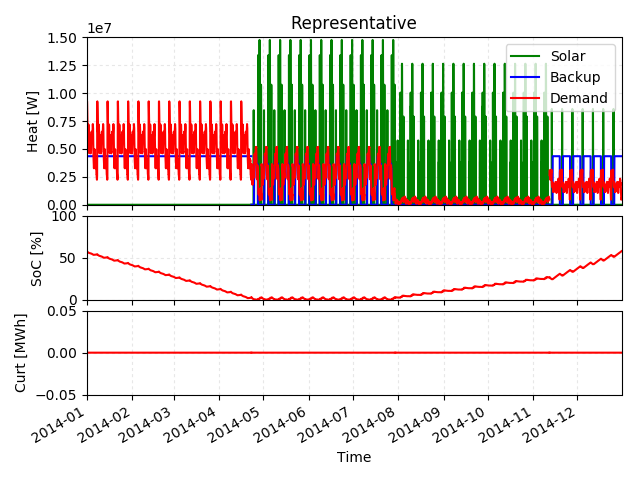 Representative
1e7
1.50
1.25
1.00
0.75
0.50
0.25
0.00
Heat [W]
Solar
Backup
Demand
100
50
0
SoC [%]
0.05
0.00
−0.05
Curt [MWh]
2014-01
2014-02
2014-03
2014-04
2014-05
2014-06
2014-07
2014-08
2014-09
2014-10
2014-11
2014-12
Time